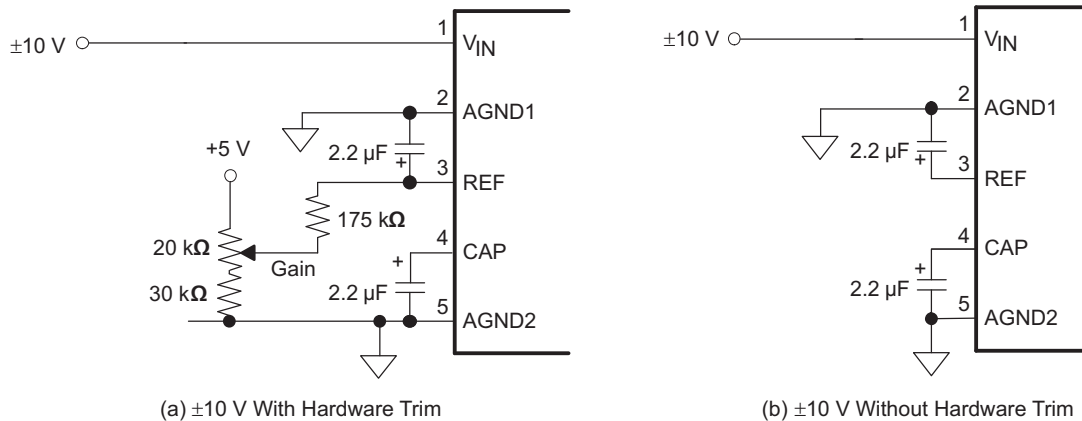 ±10 V
1
VIN
2
AGND1
2.2 µF
+
3
REF
+5 V
175 kΩ
20 kΩ
Gain
4
CAP
+
30 kΩ
2.2 µF
5
AGND2
(a) ±10 V With Hardware Trim
±10 V
1
VIN
2
AGND1
2.2 µF
+
3
REF
4
CAP
+
2.2 µF
5
AGND2
(b) ±10 V Without Hardware Trim